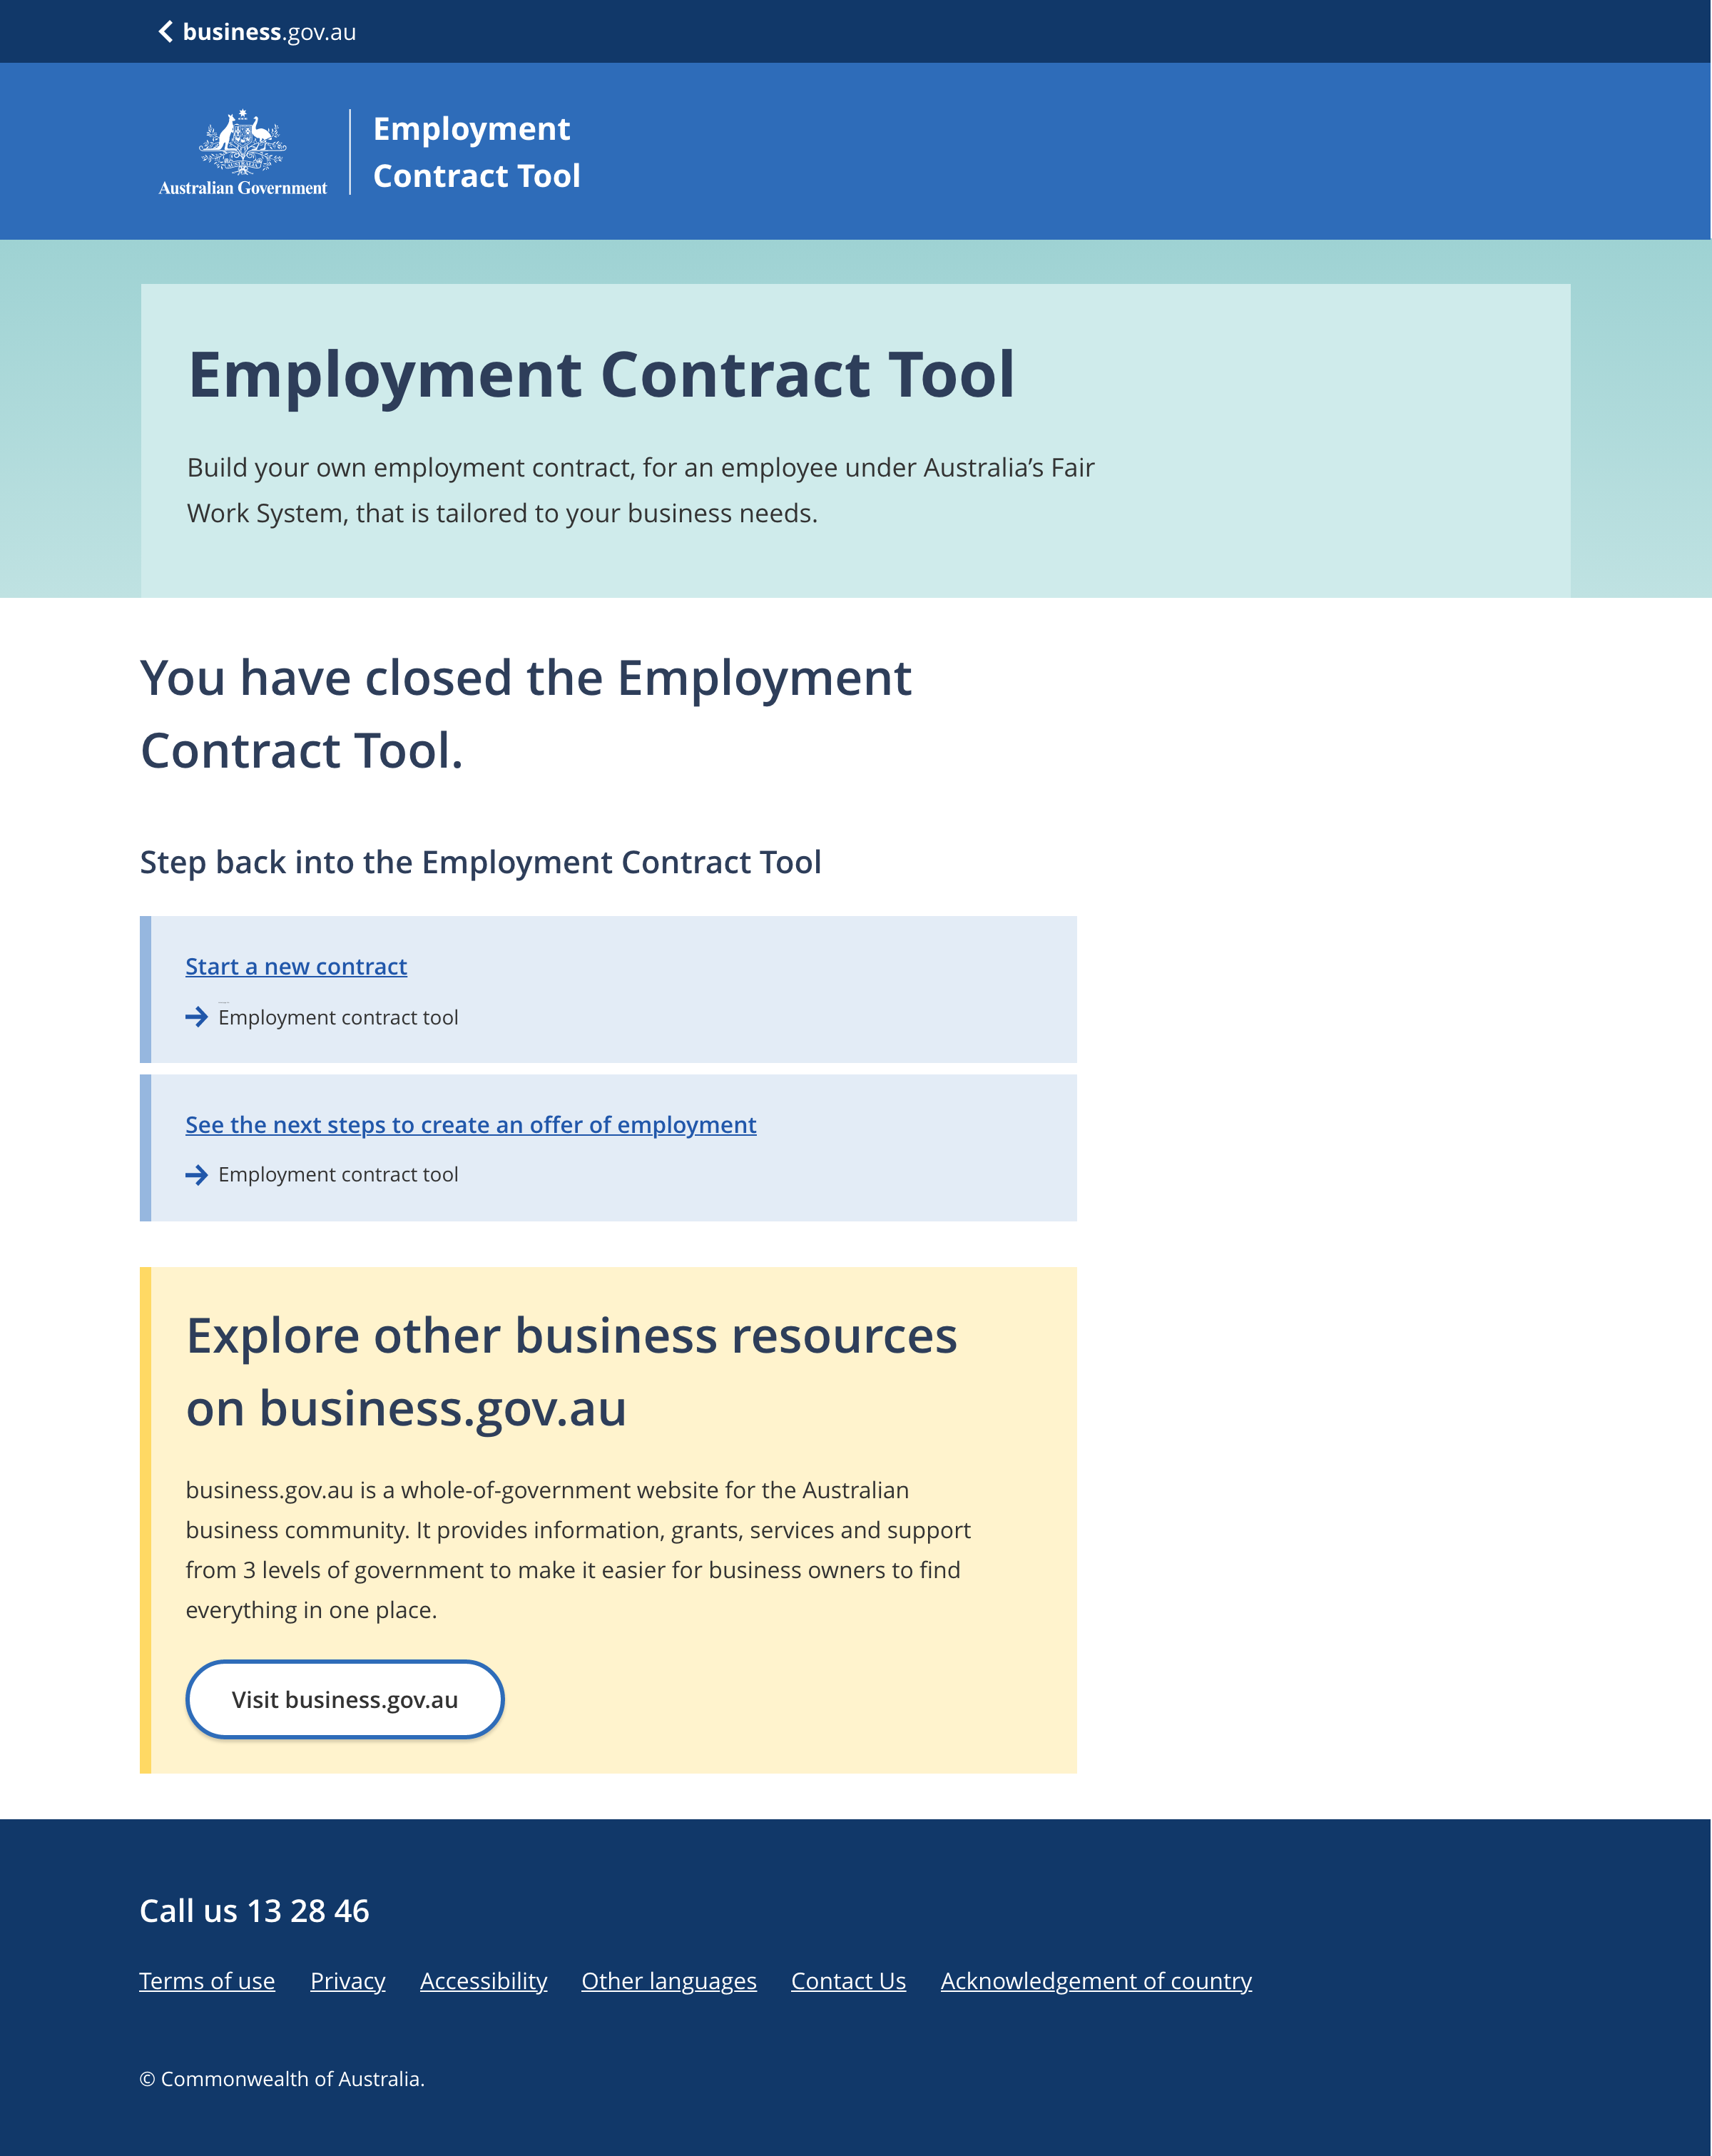 business.gov.au
Australian Government
Employment
Contract Tool
Employment Contract Tool
Build your own employment contract, for an employee under Australia’s Fair
Work System, that is tailored to your business needs.
You have closed the Employment
Contract Tool.
Step back into the Employment Contract Tool
Start a new contract
Employment contract tool
See the next steps to create an offer of employment
Employment contract tool
Explore other business resources
on business.gov.au
business.gov.au is a whole-of-government website for the Australian
business community. It provides information, grants, services and support
from 3 levels of government to make it easier for business owners to find
everything in one place.
Visit business.gov.au
Call us 13 28 46
Terms of use Privacy Accessibility Other languages Contact Us Acknowledgement of country
© Commonwealth of Australia.